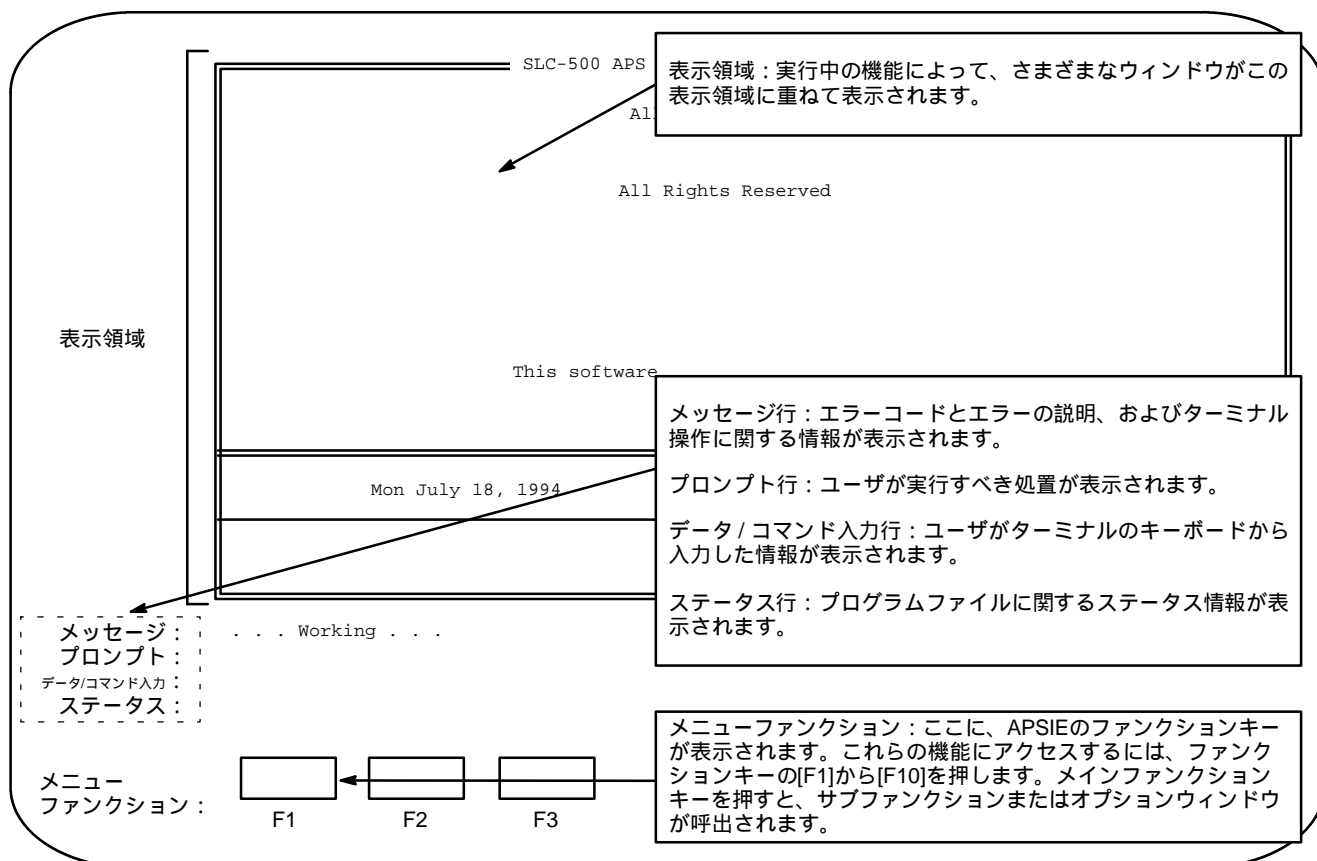 SLC-500 APS
表示領域：実行中の機能によって、さまざまなウィンドウがこの
表示領域に重ねて表示されます。
All Rights Reserved
表示領域
This software
メッセージ行：エラーコードとエラーの説明、およびターミナル
操作に関する情報が表示されます。
プロンプト行：ユーザが実行すべき処置が表示されます。
データ / コマンド入力行：ユーザがターミナルのキーボードから
入力した情報が表示されます。
ステータス行：プログラムファイルに関するステータス情報が表
示されます。
Mon July 18, 1994
メッセージ： . . . Working . . .
プロンプト：
データ/コマンド入力：
ステータス：
メニューファンクション：ここに、APSIEのファンクションキー
が表示されます。これらの機能にアクセスするには、ファンク
ションキーの[F1]から[F10]を押します。メインファンクション
キーを押すと、サブファンクションまたはオプションウィンドウ
が呼出されます。
メニュー
ファンクション：
F1 F2 F3